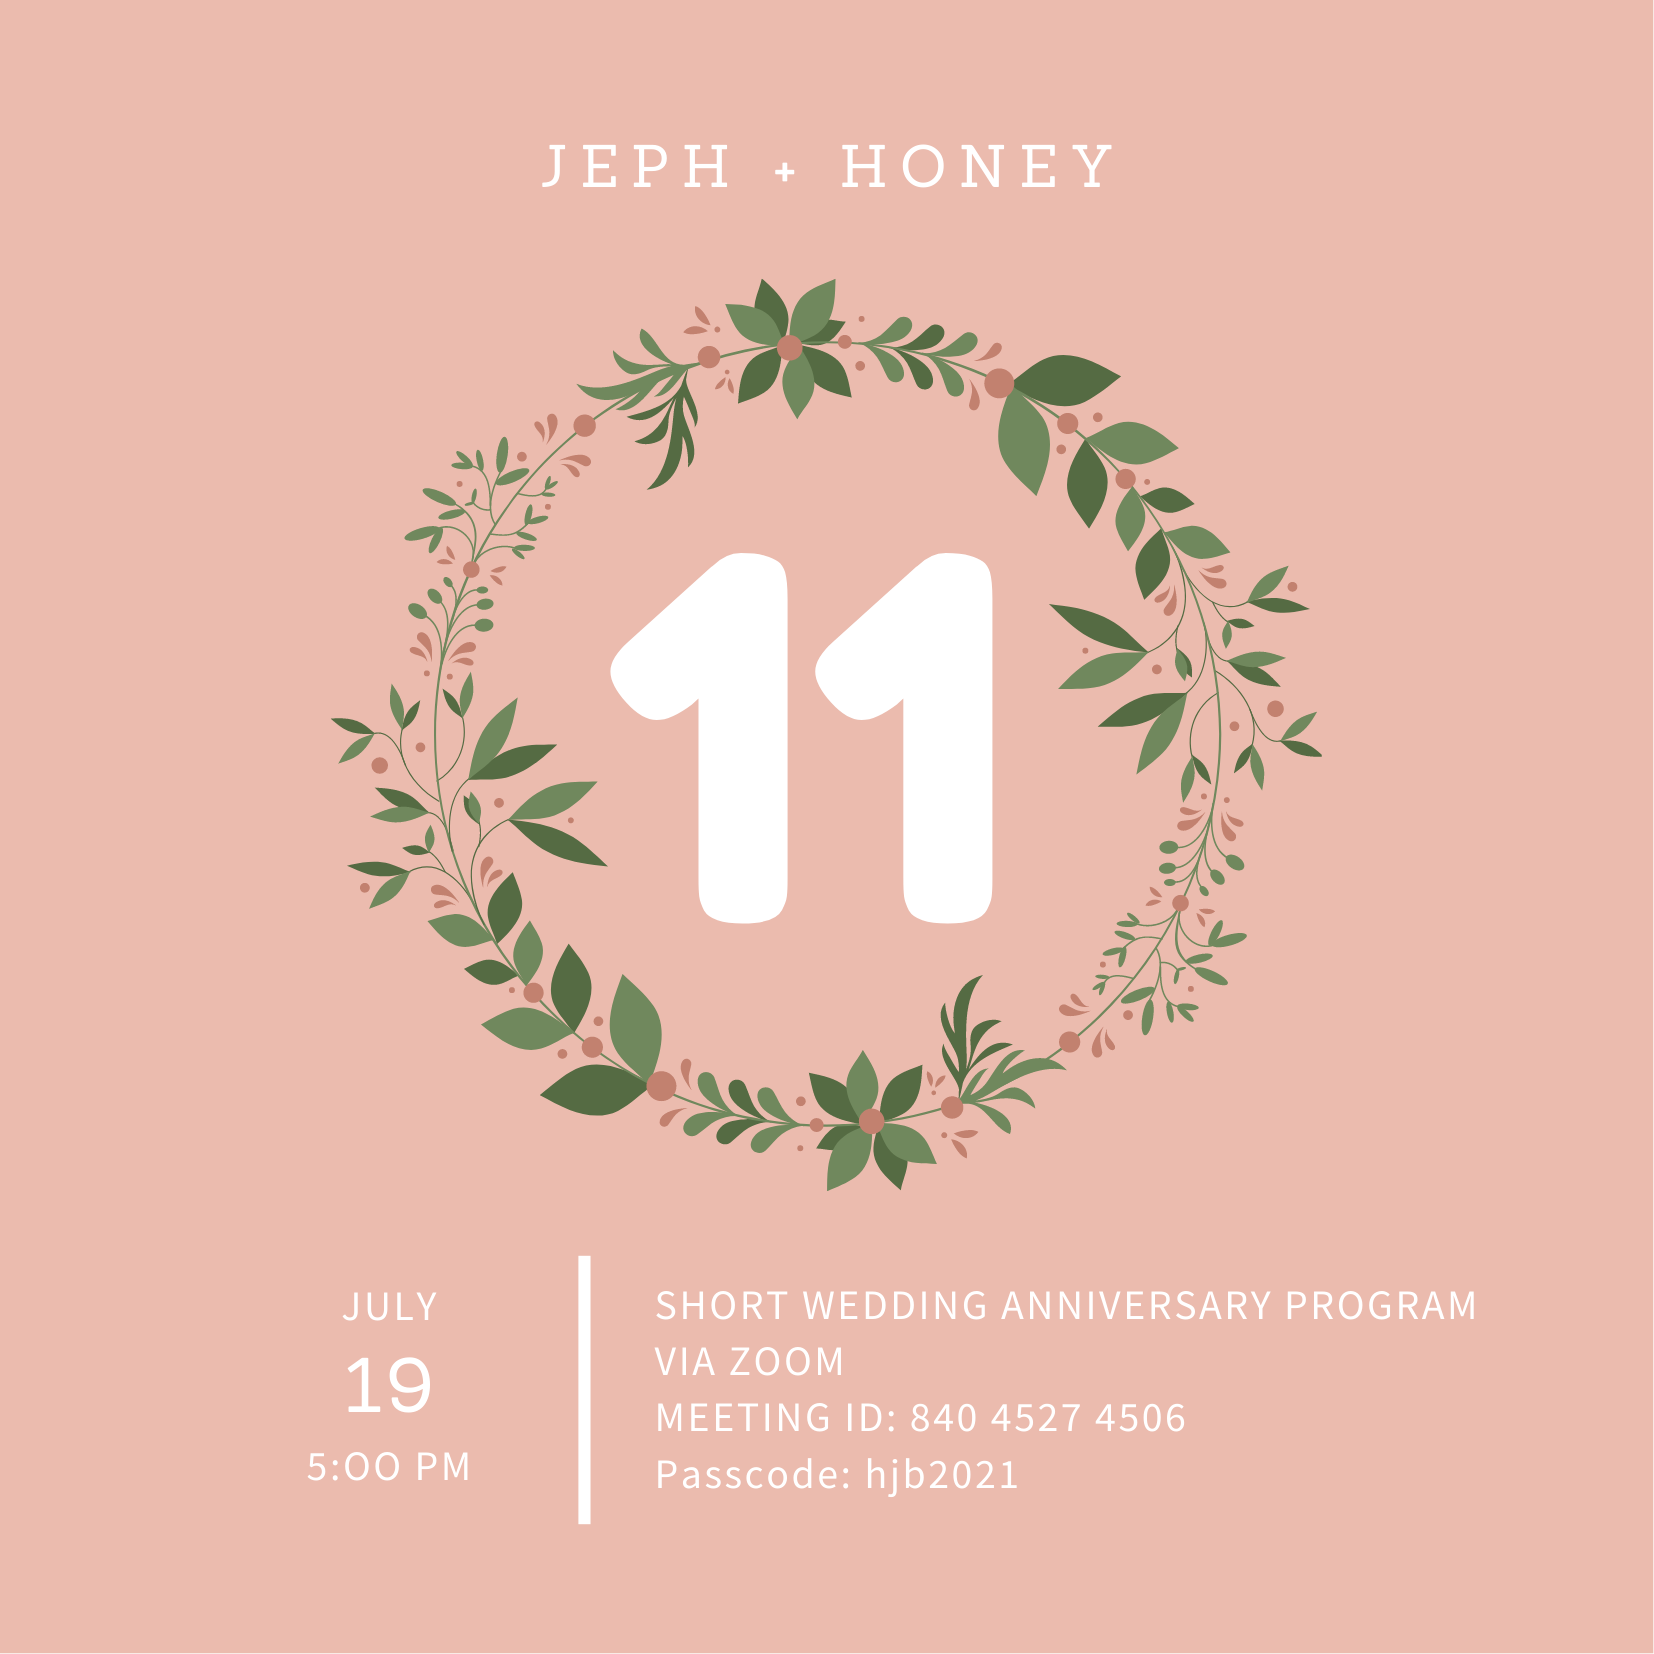 JEPH + HONEY
11
JULY
19
5:00 PM
SHORT WEDDING ANNIVERSARY PROGRAM
VIA ZOOM
MEETING ID: 840 4527 4506
Passcode: hjb2021